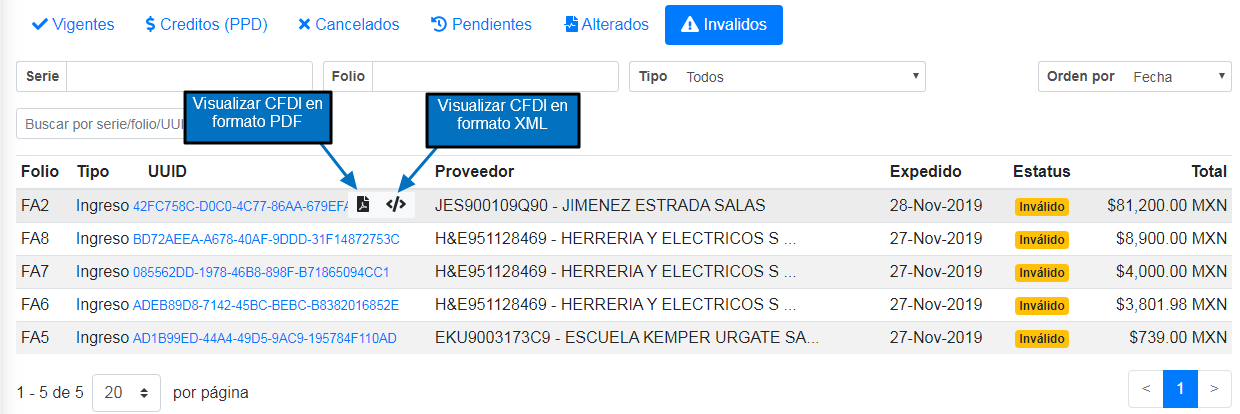 Vigentes Creditos (PPD) Cancelados Pendientes Alterados Invalidos
Serie Folio Tipo Todos Orden por Fecha
Visualizar CFDI en
formato PDF
Visualizar CFDI en
formato XML
Buscar por serie/folio/UUI
Folio Tipo UUID Proveedor Expedido Estatus Total
FA2 Ingreso 42FC758C-D0C0-4C77-86AA-679EFA JES900109Q90 - JIMENEZ ESTRADA SALAS 28-Nov-2019 Inválido $81,200.00 MXN
FA8 Ingreso BD72AEEA-A678-40AF-9DDD-31F14872753C H&E951128469 - HERRERIA Y ELECTRICOS S ... 27-Nov-2019 Inválido $8,900.00 MXN
FA7 Ingreso 085562DD-1978-46B8-898F-B71865094CC1 H&E951128469 - HERRERIA Y ELECTRICOS S ... 27-Nov-2019 Inválido $4,000.00 MXN
FA6 Ingreso ADEB89D8-7142-45BC-BEBC-B8382016852E H&E951128469 - HERRERIA Y ELECTRICOS S ... 27-Nov-2019 Inválido $3,801.98 MXN
FA5 Ingreso AD1B99ED-44A4-49D5-9AC9-195784F110AD EKU9003173C9 - ESCUELA KEMPER URGATE SA... 27-Nov-2019 Inválido $739.00 MXN
1 - 5 de 5 20 por página < 1 >